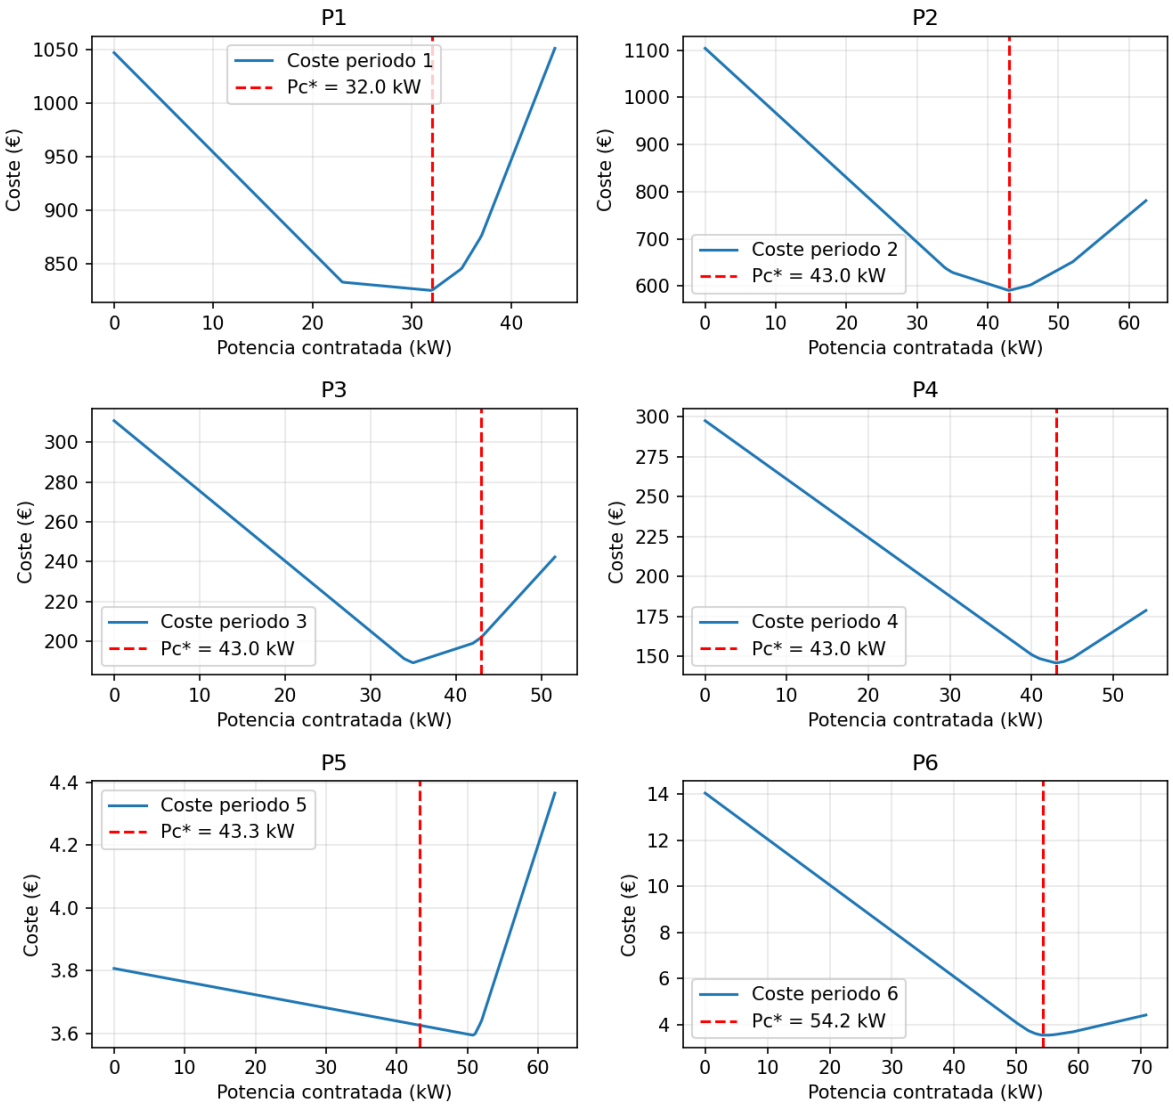 P1
1050
1000
950
900
850
Coste (€)
Coste periodo 1
Pc* = 32.0 kW
0 10 20 30 40
Potencia contratada (kW)
P2
1100
1000
900
800
700
600
Coste (€)
Coste periodo 2
Pc* = 43.0 kW
0 10 20 30 40 50 60
Potencia contratada (kW)
P3
300
280
260
240
220
200
Coste (€)
Coste periodo 3
Pc* = 43.0 kW
0 10 20 30 40 50
Potencia contratada (kW)
P4
300
275
250
225
200
175
150
Coste (€)
Coste periodo 4
Pc* = 43.0 kW
0 10 20 30 40 50
Potencia contratada (kW)
P5
4.4
4.2
4.0
3.8
3.6
Coste (€)
Coste periodo 5
Pc* = 43.3 kW
0 10 20 30 40 50 60
Potencia contratada (kW)
P6
14
12
10
8
6
4
Coste (€)
Coste periodo 6
Pc* = 54.2 kW
0 10 20 30 40 50 60 70
Potencia contratada (kW)